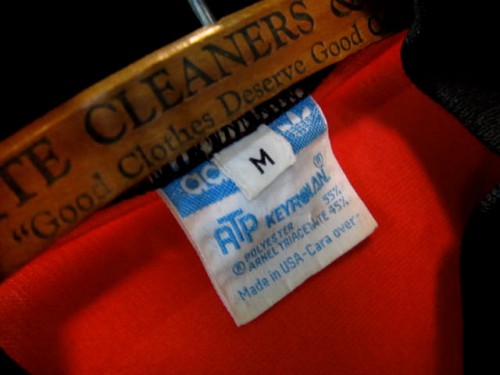 TE CLEANERS &
"Good Clothes Deserve Good
M
ATP KEYROLAN®
POLYESTER 55%
® ARNEL TRIACETATE 45%
Made in USA-Cara over-